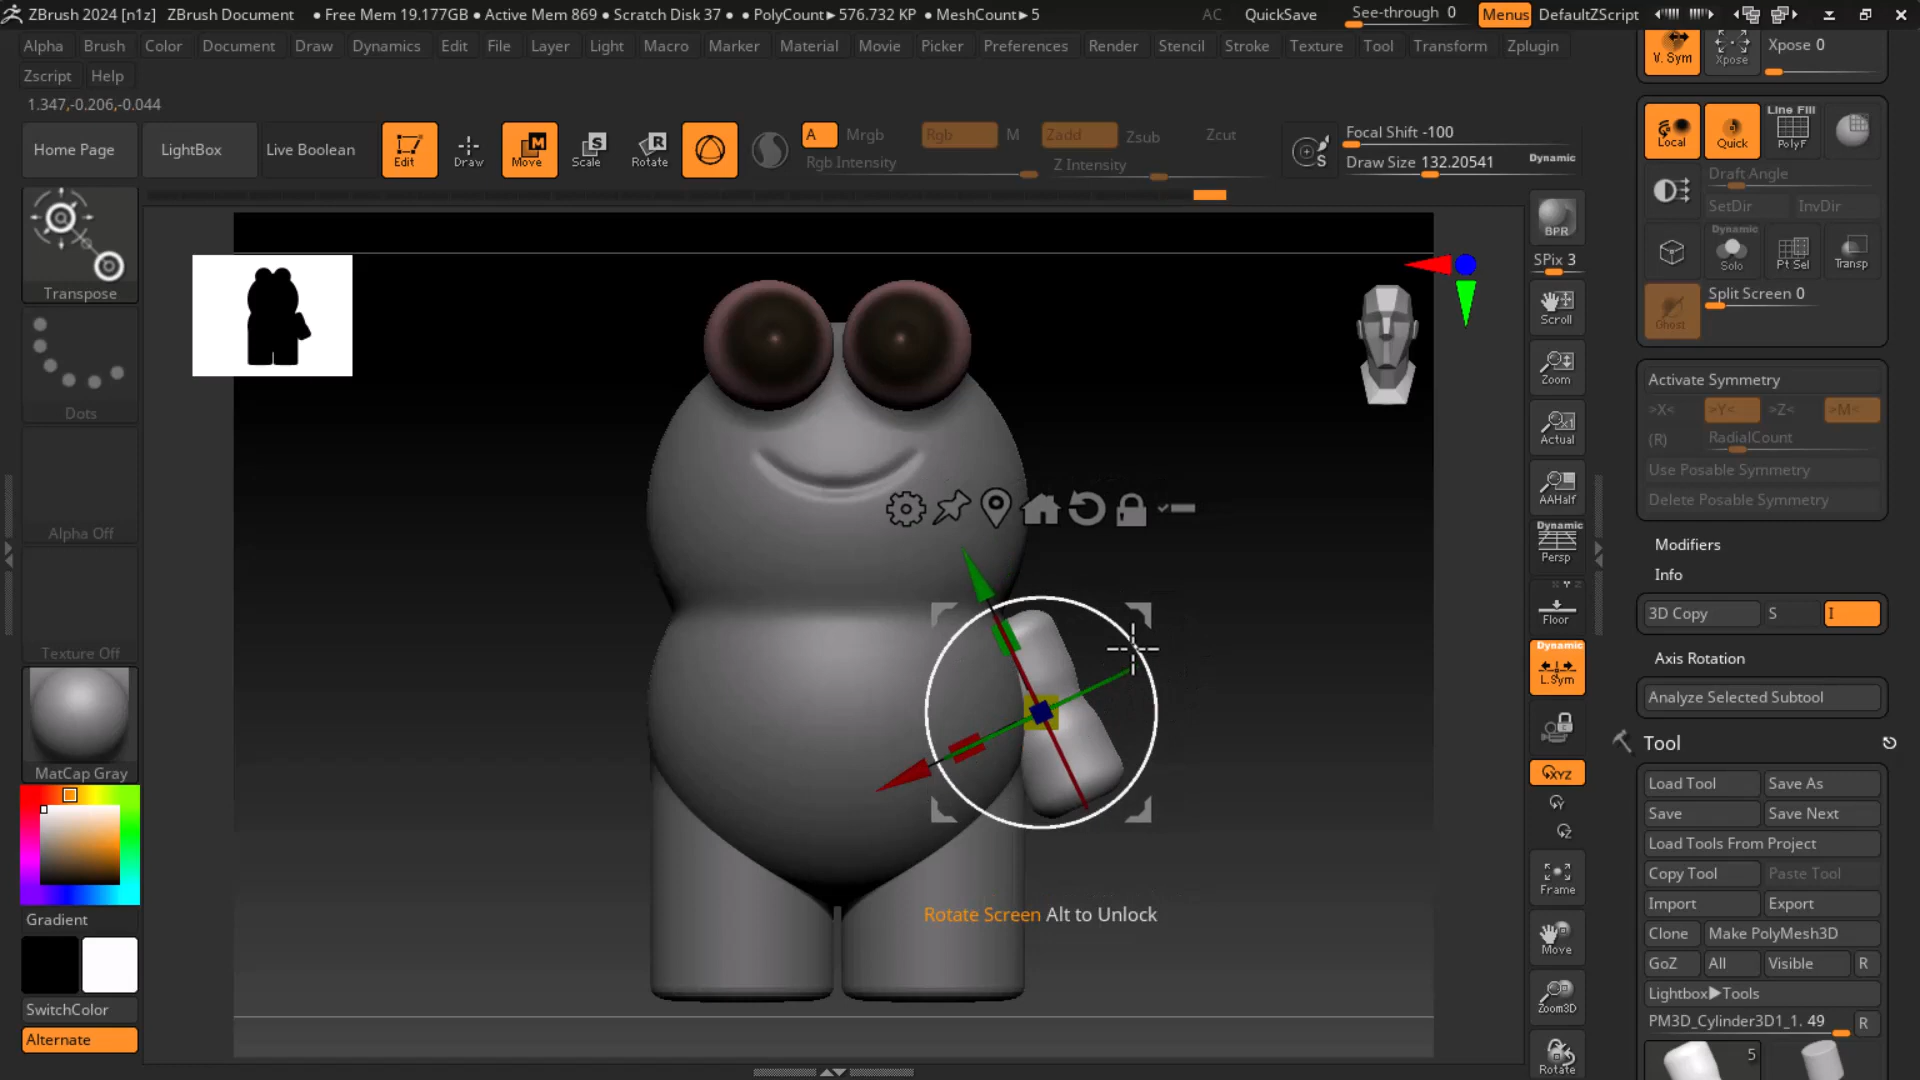 ZBrush 2024 [n1z] ZBrush Document • Free Mem 19.177GB • Active Mem 869 • Scratch Disk 37 • • PolyCount► 576.732 KP • MeshCount► 5 AC QuickSave See-through 0 Menus DefaultZScript
Alpha Brush Color Document Draw Dynamics Edit File Layer Light Macro Marker Material Movie Picker Preferences Render Stencil Stroke Texture Tool Transform Zplugin
Zscript Help
1.347,-0.206,-0.044
Home Page LightBox Live Boolean Edit Draw Move Scale Rotate
A Mrgb Rgb M Zadd Zsub Zcut
Rgb Intensity Z Intensity
Focal Shift -100
Draw Size 132.20541 Dynamic
Transpose
Dots
Alpha Off
Texture Off
MatCap Gray
Gradient
SwitchColor
Alternate
Rotate Screen Alt to Unlock
BPR
SPix 3
Scroll
Zoom
Actual
AAHalf
Dynamic
Persp
Floor
Dynamic
L.Sym
XYZ
Y
Z
Frame
Move
Zoom3D
Rotate
V. Sym Xpose Xpose 0
Local Quick Line Fill PolyF
Draft Angle
SetDir InvDir
Dynamic
Solo Pt Sel Transp
Ghost Split Screen 0
Activate Symmetry
>X< >Y< >Z< >M<
(R) RadialCount
Use Posable Symmetry
Delete Posable Symmetry
Modifiers
Info
3D Copy S I
Axis Rotation
Analyze Selected Subtool
Tool
Load Tool Save As
Save Save Next
Load Tools From Project
Copy Tool Paste Tool
Import Export
Clone Make PolyMesh3D
GoZ All Visible R
Lightbox►Tools
PM3D_Cylinder3D1_1. 49 R
5